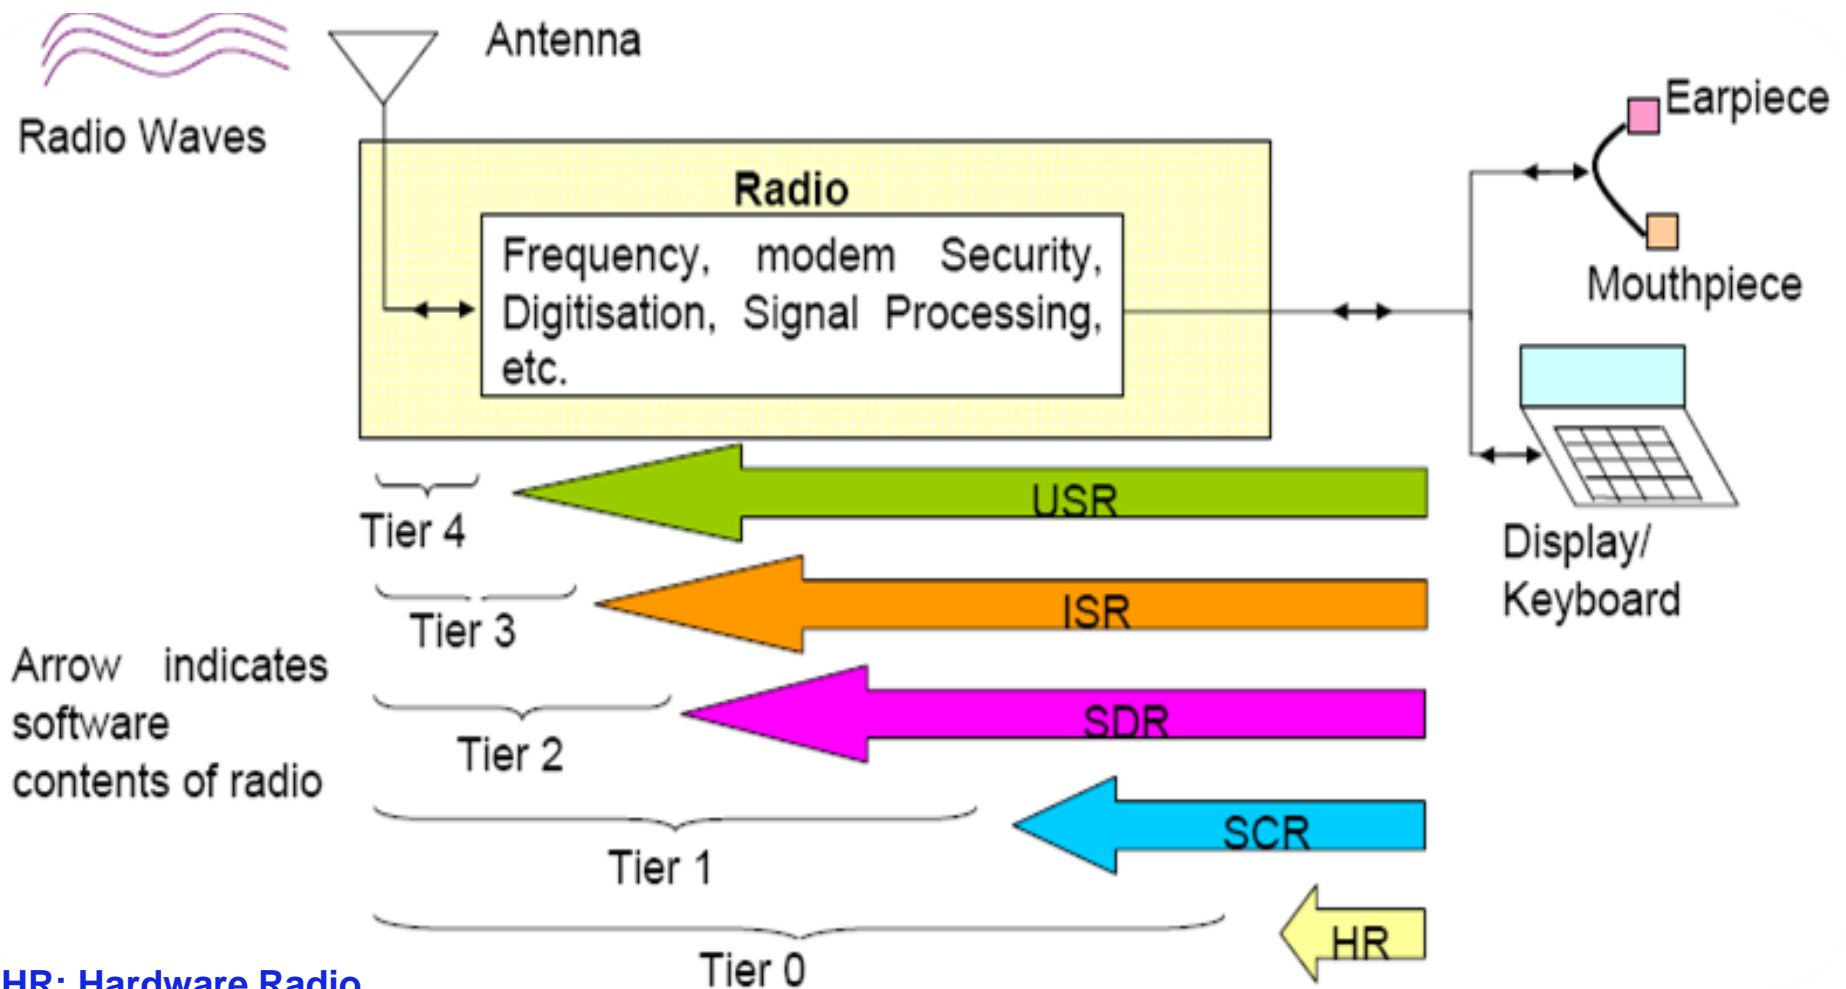 Antenna
Radio Waves
Earpiece
Radio
Frequency, modem Security,
Digitisation, Signal Processing,
etc.
Mouthpiece
USR
Tier 4
Display/
Keyboard
ISR
Tier 3
Arrow indicates
software
contents of radio
SDR
Tier 2
SCR
Tier 1
HR
Tier 0
HR: Hardware Radio